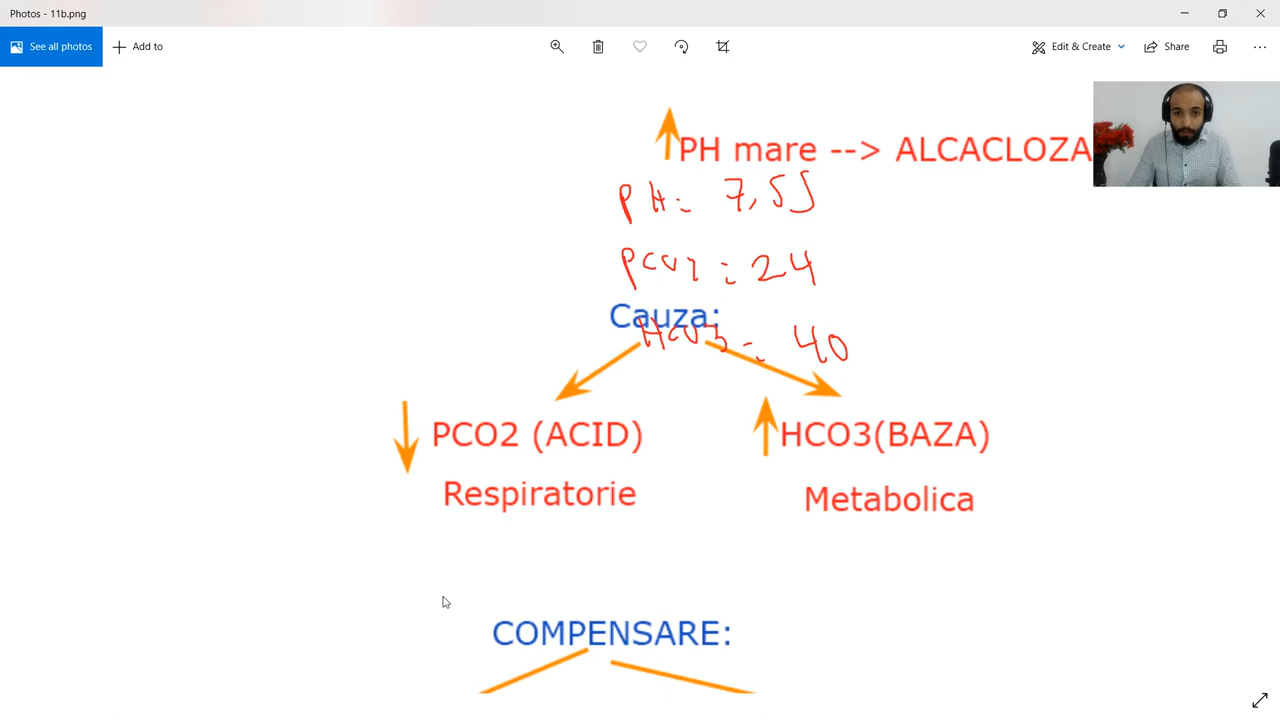 Photos - 11b.png
See all photos
Add to
Edit & Create
Share
PH mare --> ALCACLOZA
PH= 7,55
PCO2 = 24
Cauza:
HCO3 = 40
PCO2 (ACID)
HCO3(BAZA)
Respiratorie
Metabolica
COMPENSARE: